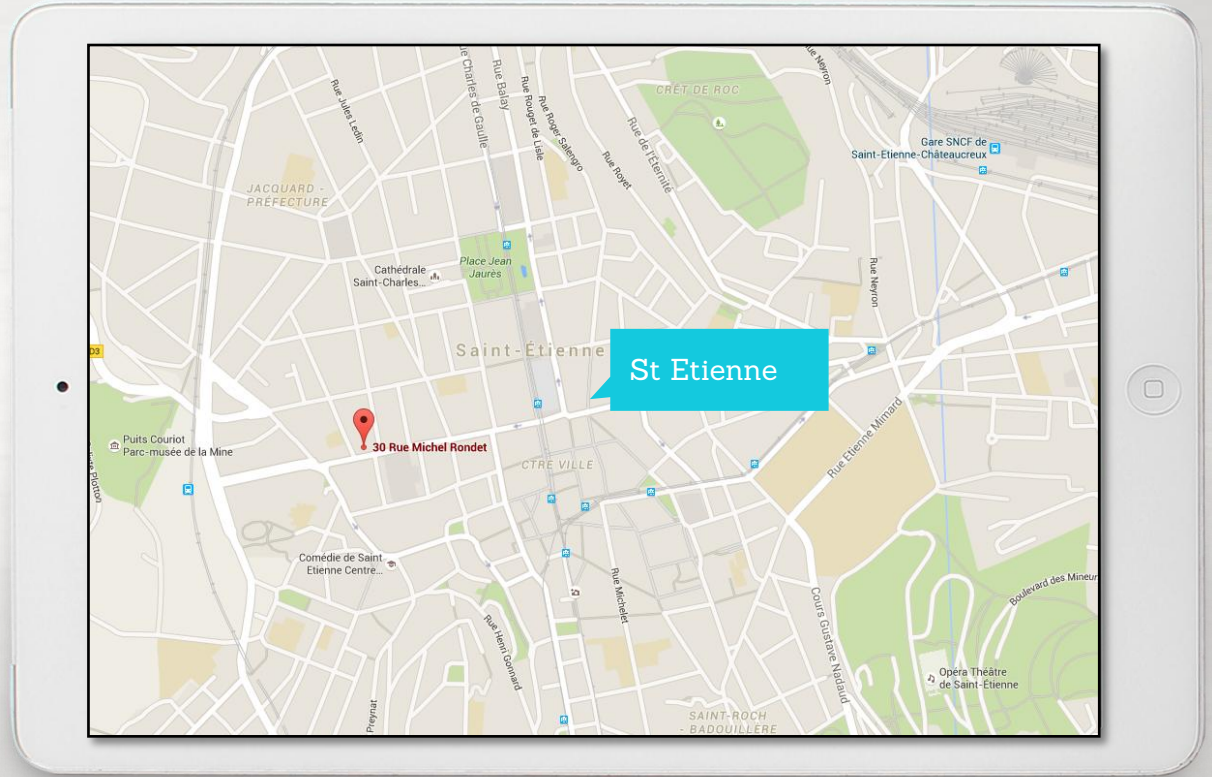 Rue Neyron
Rue Charles de Gaulle
Rue Balay
Rue Rouget de Lisle
Rue Roger Salengro
Rue Jules Ledin
CRÊT DE ROC
Rue de l'Éternité
Rue Royet
Gare SNCF de
Saint-Etienne-Châteaucreux
JACQUARD -
PRÉFECTURE
Cathédrale
Saint-Charles...
Place Jean
Jaurès
Rue Neyron
D3
Saint-Étienne
St Etienne
Puits Couriot
Parc-musée de la Mine
30 Rue Michel Rondet
CTRE VILLE
Rue Etienne Mimard
Comédie de Saint-
Etienne Centre...
Rue Michelet
Boulevard des Mineur
Cours Gustave Nadaud
Rue Henri Gonnard
Opéra Théâtre
de Saint-Étienne
Preynat
SAINT-ROCH
- BADOUILLÈRE